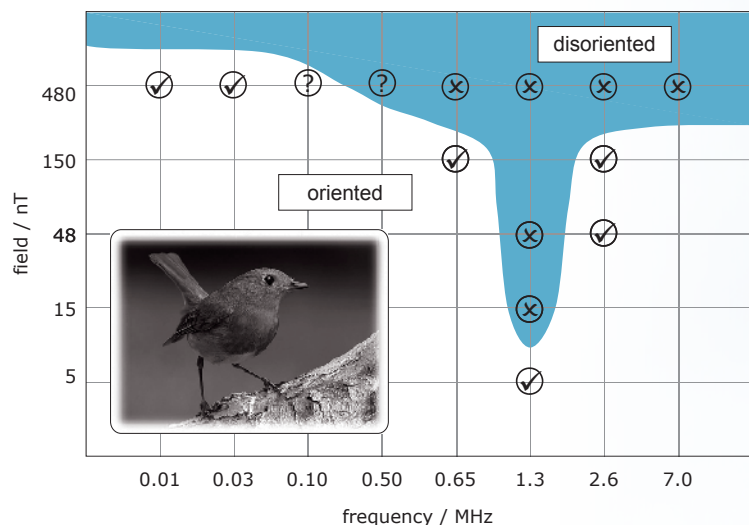 disoriented
480
? ?
150
oriented
48
15
5
field / nT
0.01 0.03 0.10 0.50 0.65 1.3 2.6 7.0
frequency / MHz